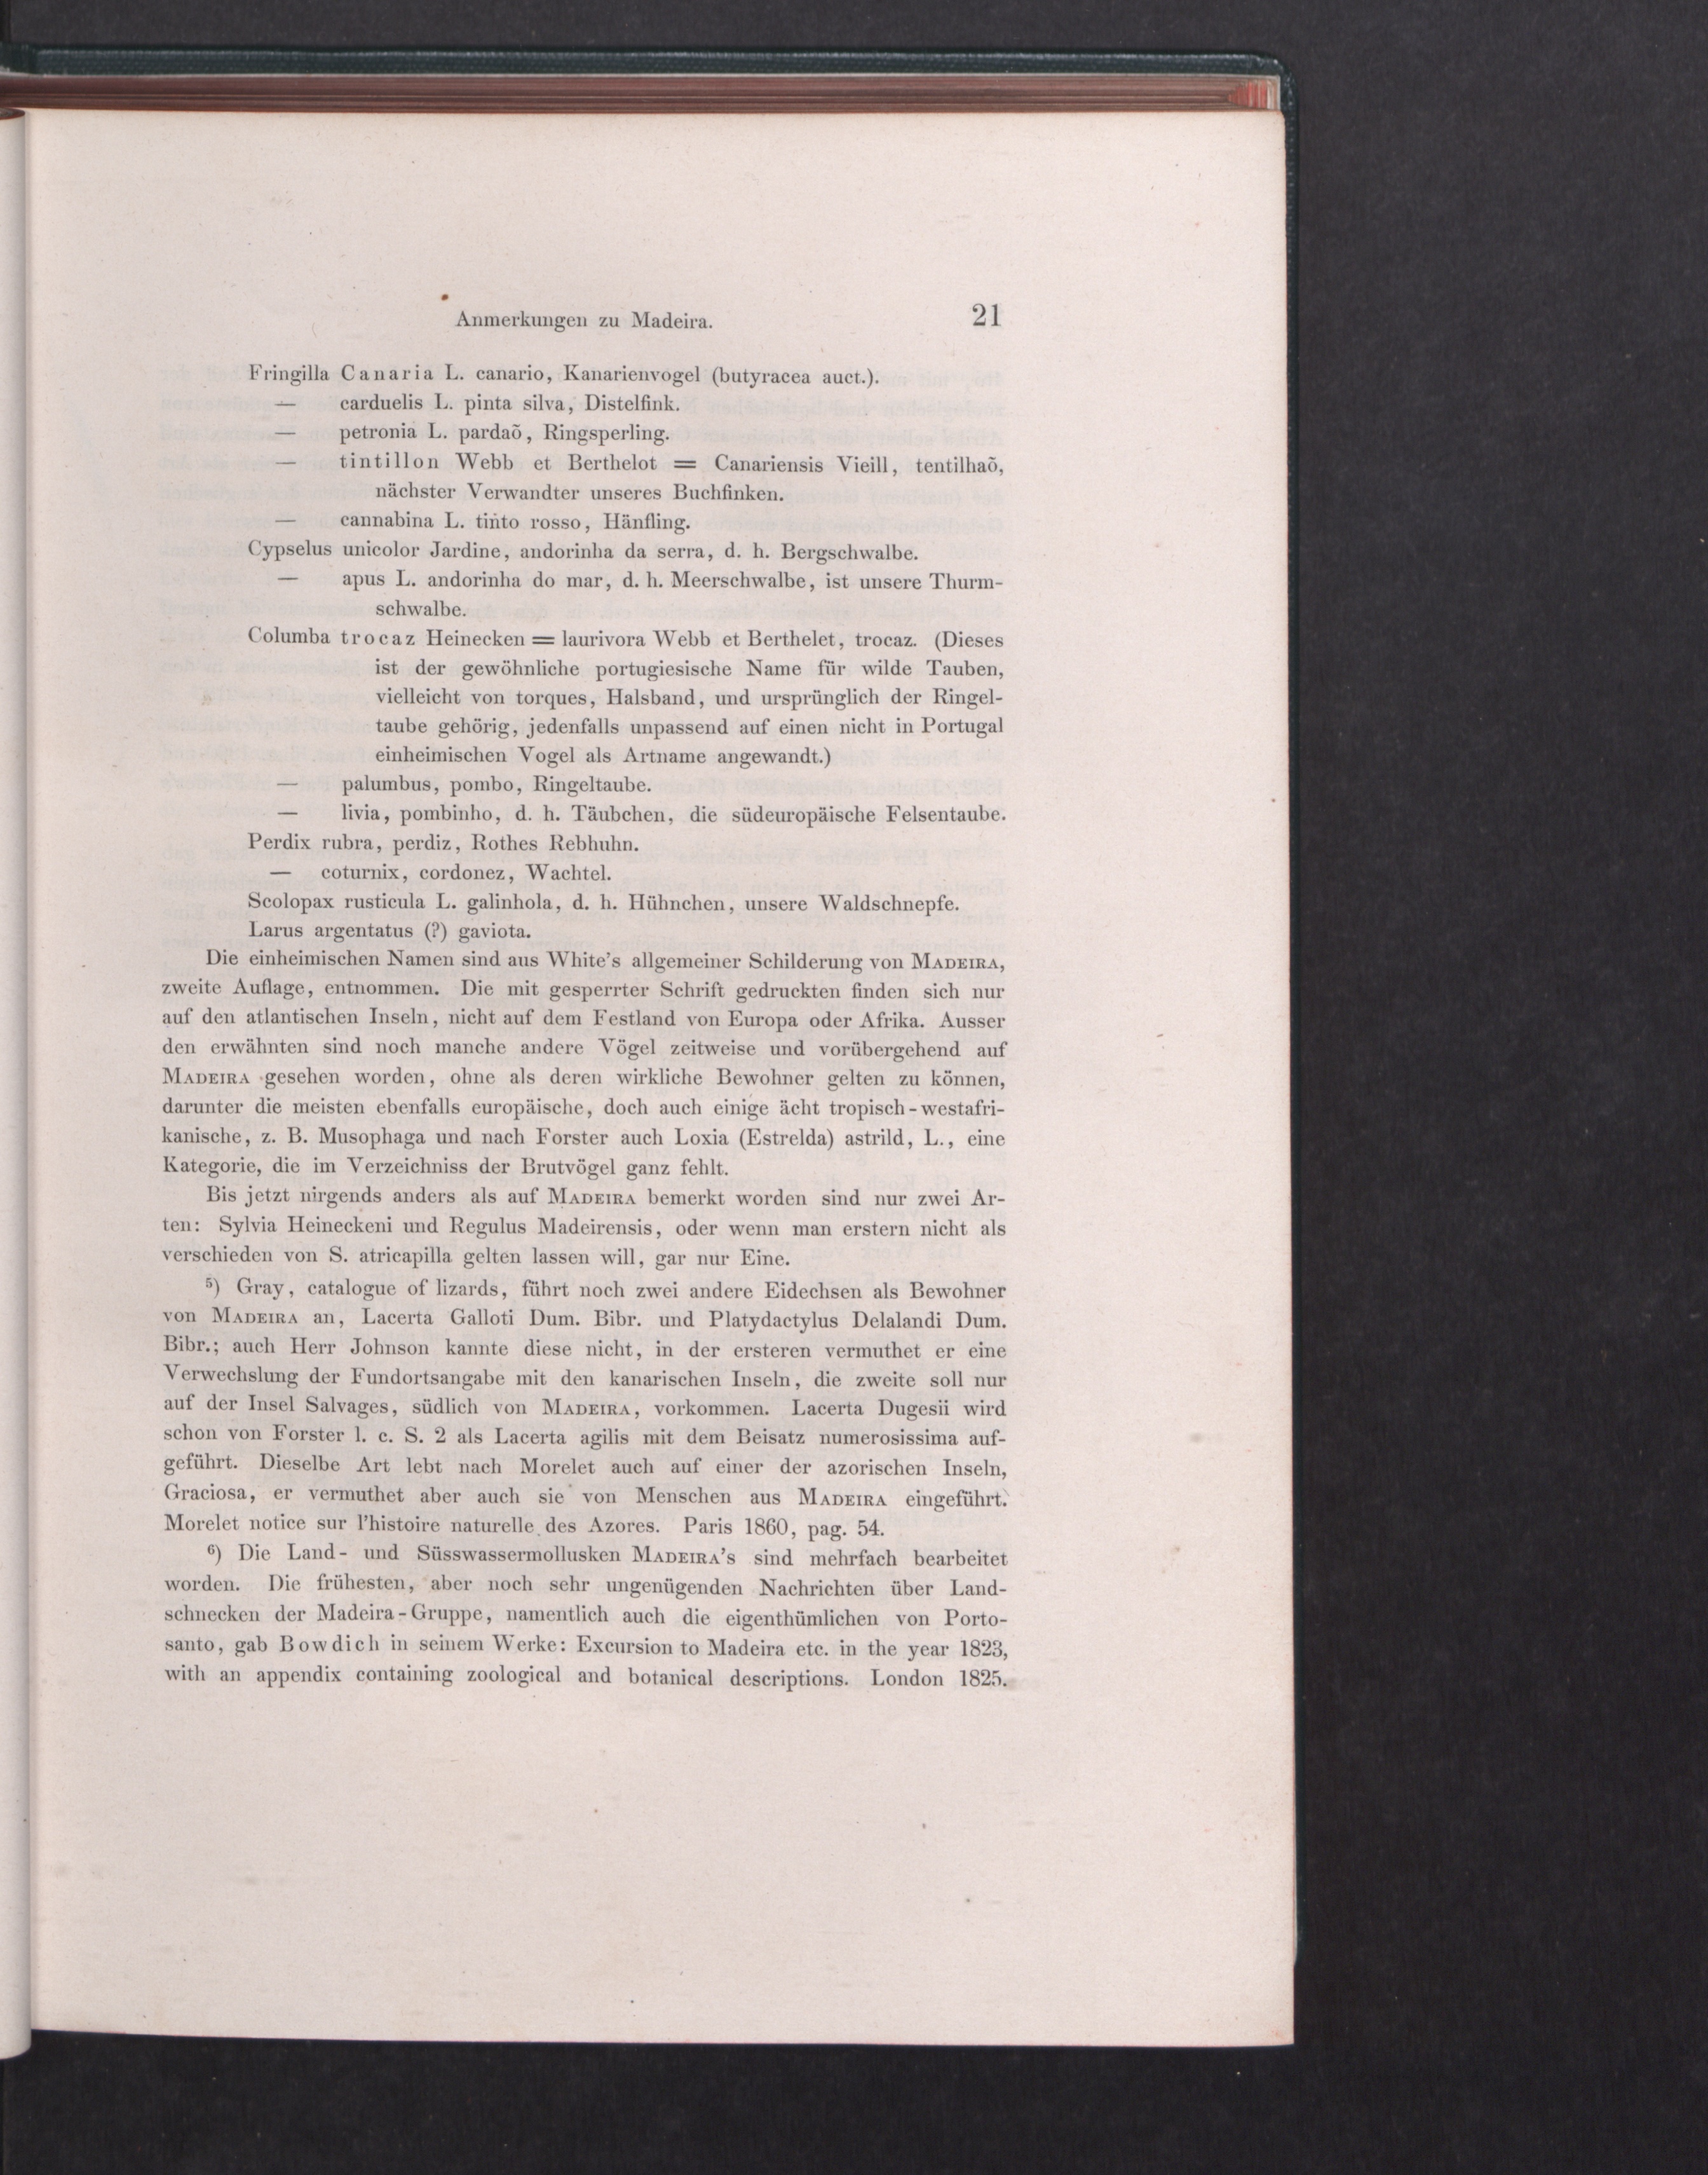 Anmerkungen zu Madeira. 21
Fringilla Canaria L. canario, Kanarienvogel (butyracea auct.).
— carduelis L. pinta silva, Distelfink.
— petronia L. pardaõ, Ringsperling.
— tintillon Webb et Berthelot = Canariensis Vieill, tentilhaõ,
nächster Verwandter unseres Buchfinken.
— cannabina L. tinto rosso, Hänfling.
Cypselus unicolor Jardine, andorinha da serra, d. h. Bergschwalbe.
— apus L. andorinha do mar, d. h. Meerschwalbe, ist unsere Thurm-
schwalbe.
Columba trocaz Heinecken = laurivora Webb et Berthelet, trocaz. (Dieses
ist der gewöhnliche portugiesische Name für wilde Tauben,
vielleicht von torques, Halsband, und ursprünglich der Ringel-
taube gehörig, jedenfalls unpassend auf einen nicht in Portugal
einheimischen Vogel als Artname angewandt.)
— palumbus, pombo, Ringeltaube.
— livia, pombinho, d. h. Täubchen, die südeuropäische Felsentaube.
Perdix rubra, perdiz, Rothes Rebhuhn.
— coturnix, cordonez, Wachtel.
Scolopax rusticula L. galinhola, d. h. Hühnchen, unsere Waldschnepfe.
Larus argentatus (?) gaviota.
Die einheimischen Namen sind aus White's allgemeiner Schilderung von MADEIRA,
zweite Auflage, entnommen. Die mit gesperrter Schrift gedruckten finden sich nur
auf den atlantischen Inseln, nicht auf dem Festland von Europa oder Afrika. Ausser
den erwähnten sind noch manche andere Vögel zeitweise und vorübergehend auf
MADEIRA gesehen worden, ohne als deren wirkliche Bewohner gelten zu können,
darunter die meisten ebenfalls europäische, doch auch einige ächt tropisch-westafri-
kanische, z. B. Musophaga und nach Forster auch Loxia (Estrelda) astrild, L., eine
Kategorie, die im Verzeichniss der Brutvögel ganz fehlt.
Bis jetzt nirgends anders als auf MADEIRA bemerkt worden sind nur zwei Ar-
ten: Sylvia Heineckeni und Regulus Madeirensis, oder wenn man erstern nicht als
verschieden von S. atricapilla gelten lassen will, gar nur Eine.
⁵) Gray, catalogue of lizards, führt noch zwei andere Eidechsen als Bewohner
von MADEIRA an, Lacerta Galloti Dum. Bibr. und Platydactylus Delalandi Dum.
Bibr.; auch Herr Johnson kannte diese nicht, in der ersteren vermuthet er eine
Verwechslung der Fundortsangabe mit den kanarischen Inseln, die zweite soll nur
auf der Insel Salvages, südlich von MADEIRA, vorkommen. Lacerta Dugesii wird
schon von Forster l. c. S. 2 als Lacerta agilis mit dem Beisatz numerosissima auf-
geführt. Dieselbe Art lebt nach Morelet auch auf einer der azorischen Inseln,
Graciosa, er vermuthet aber auch sie von Menschen aus MADEIRA eingeführt.
Morelet notice sur l'histoire naturelle des Azores. Paris 1860, pag. 54.
⁶) Die Land- und Süsswassermollusken MADEIRA'S sind mehrfach bearbeitet
worden. Die frühesten, aber noch sehr ungenügenden Nachrichten über Land-
schnecken der Madeira-Gruppe, namentlich auch die eigenthümlichen von Porto-
santo, gab Bowdich in seinem Werke: Excursion to Madeira etc. in the year 1823,
with an appendix containing zoological and botanical descriptions. London 1825.